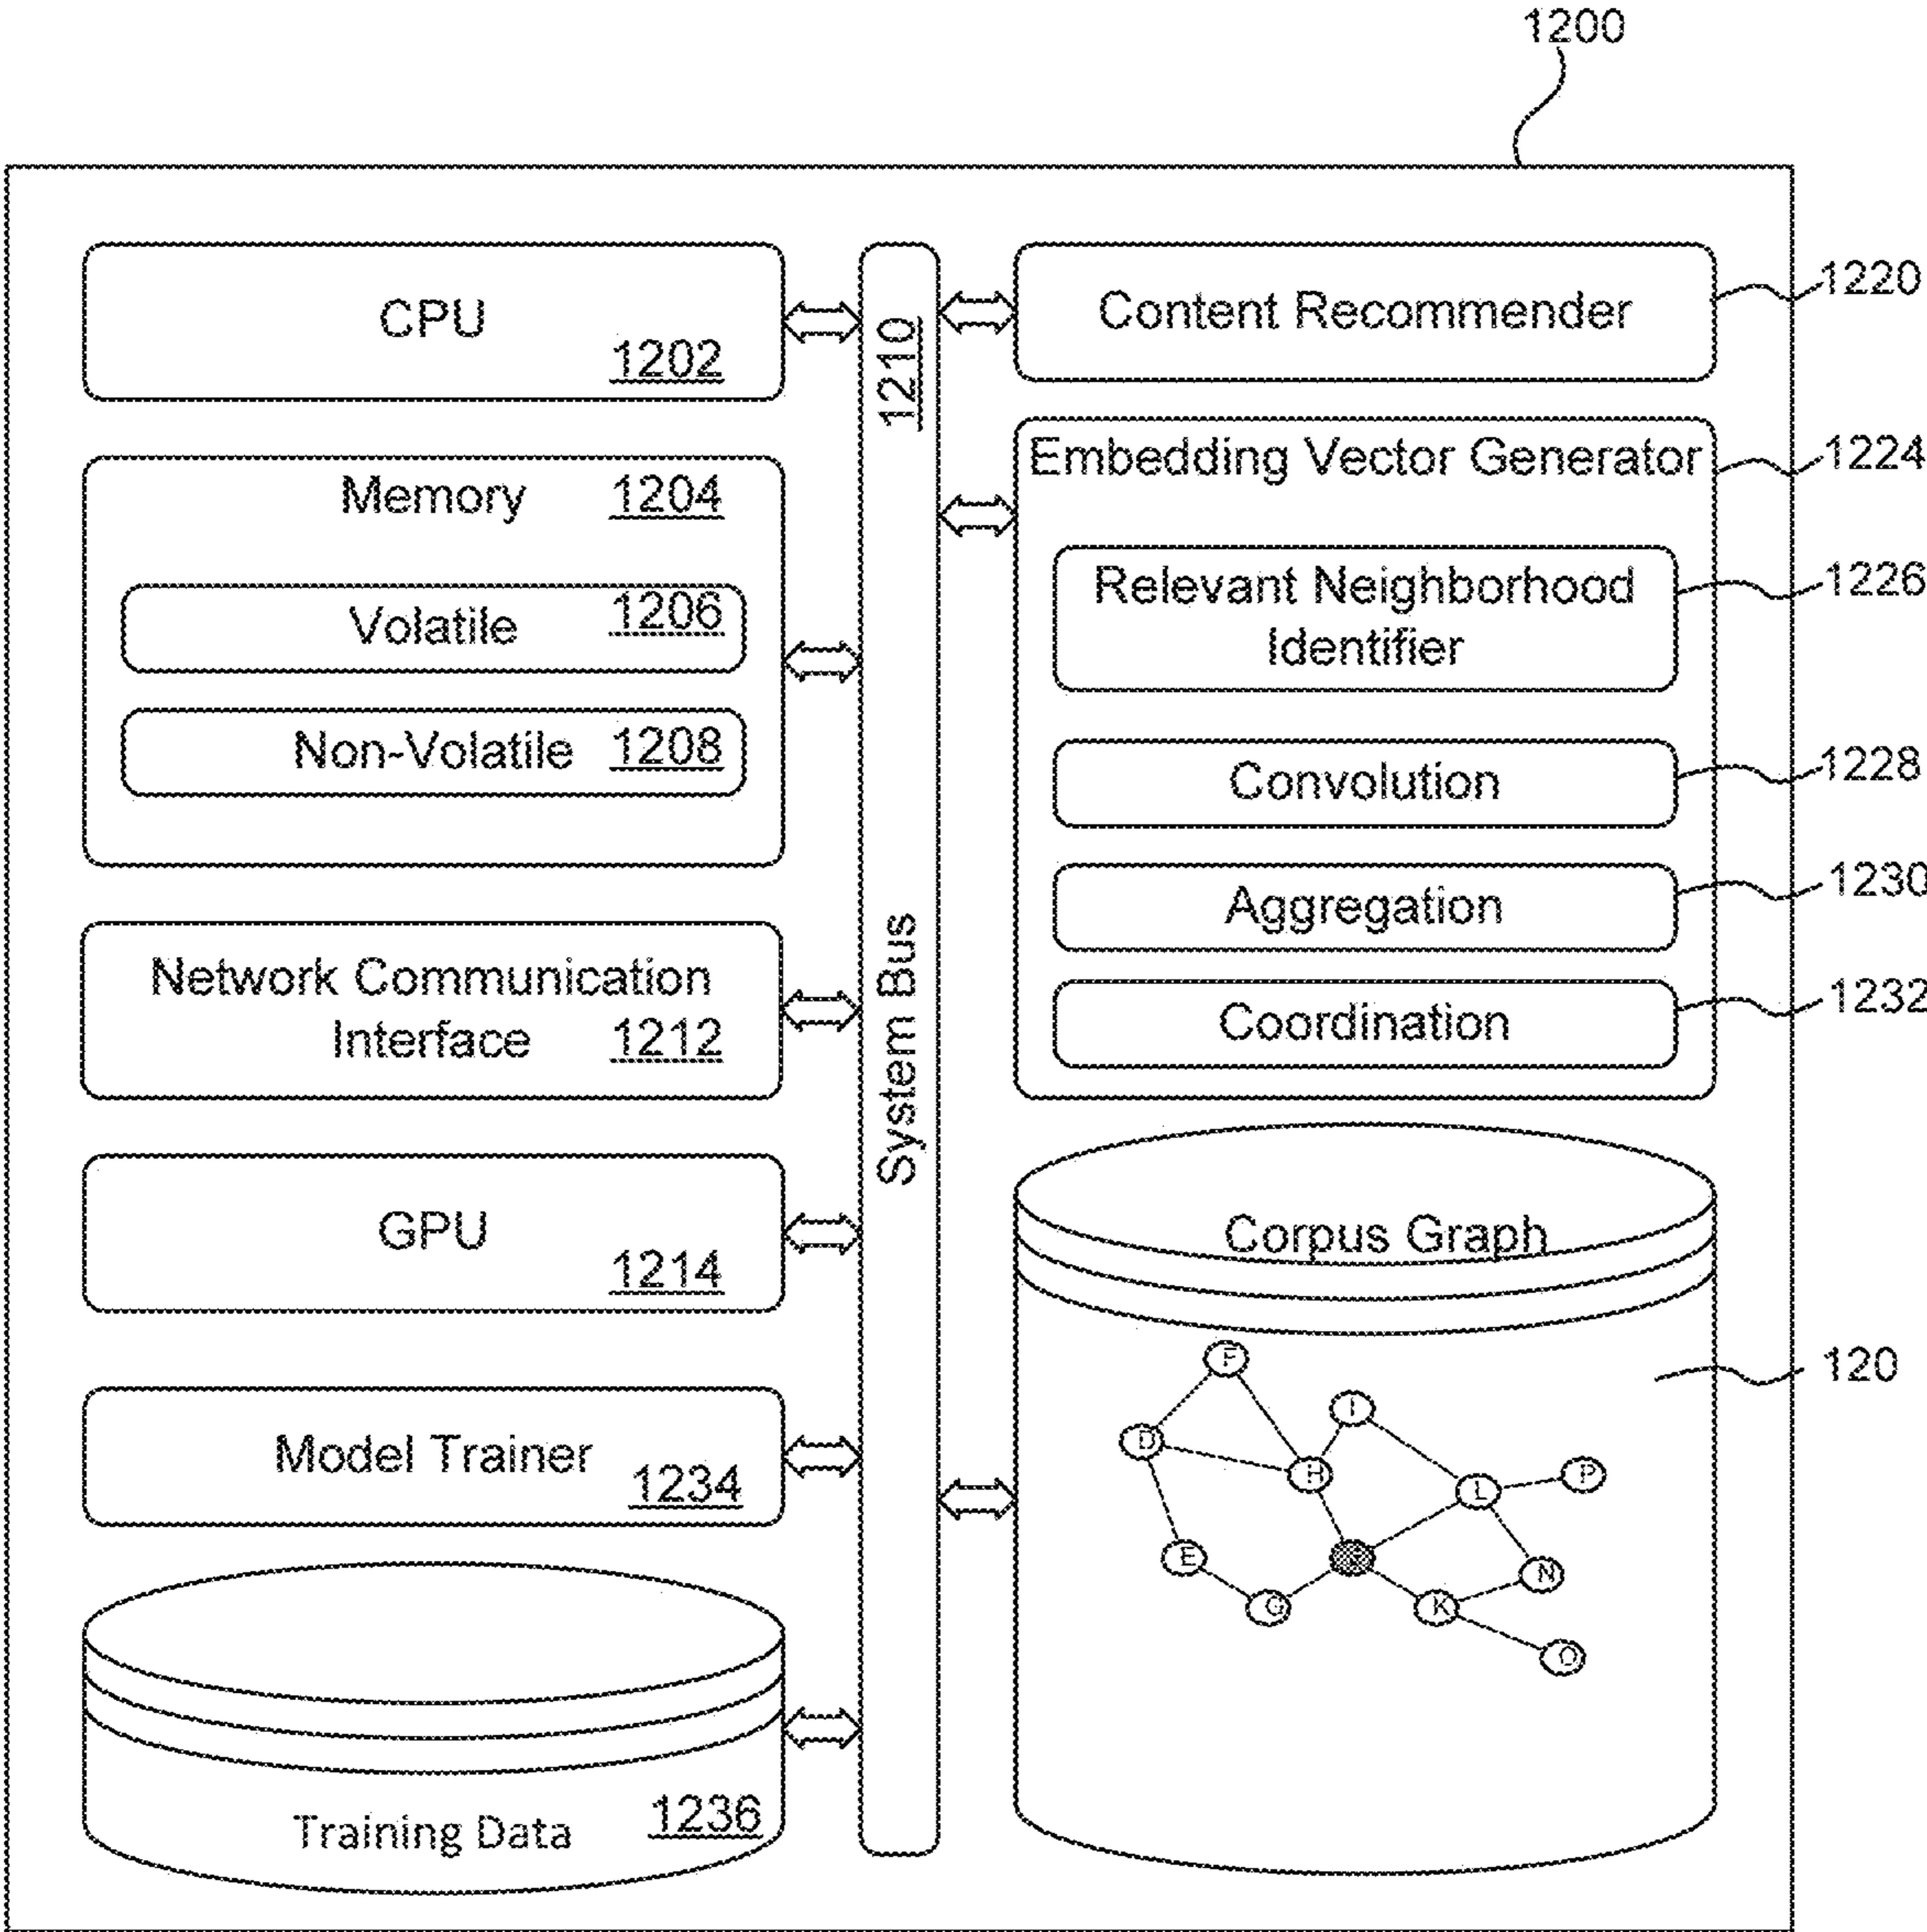 1200
CPU
1202
Memory 1204
Volatile 1206
Non-Volatile 1208
Network Communication
Interface 1212
GPU
1214
Model Trainer
1234
Training Data 1236
System Bus 1210
Content Recommender
1220
Embedding Vector Generator
1224
Relevant Neighborhood
Identifier
1226
Convolution
1228
Aggregation
1230
Coordination
1232
Corpus Graph
120
F
I
D
H
P
L
E
N
G
K
O